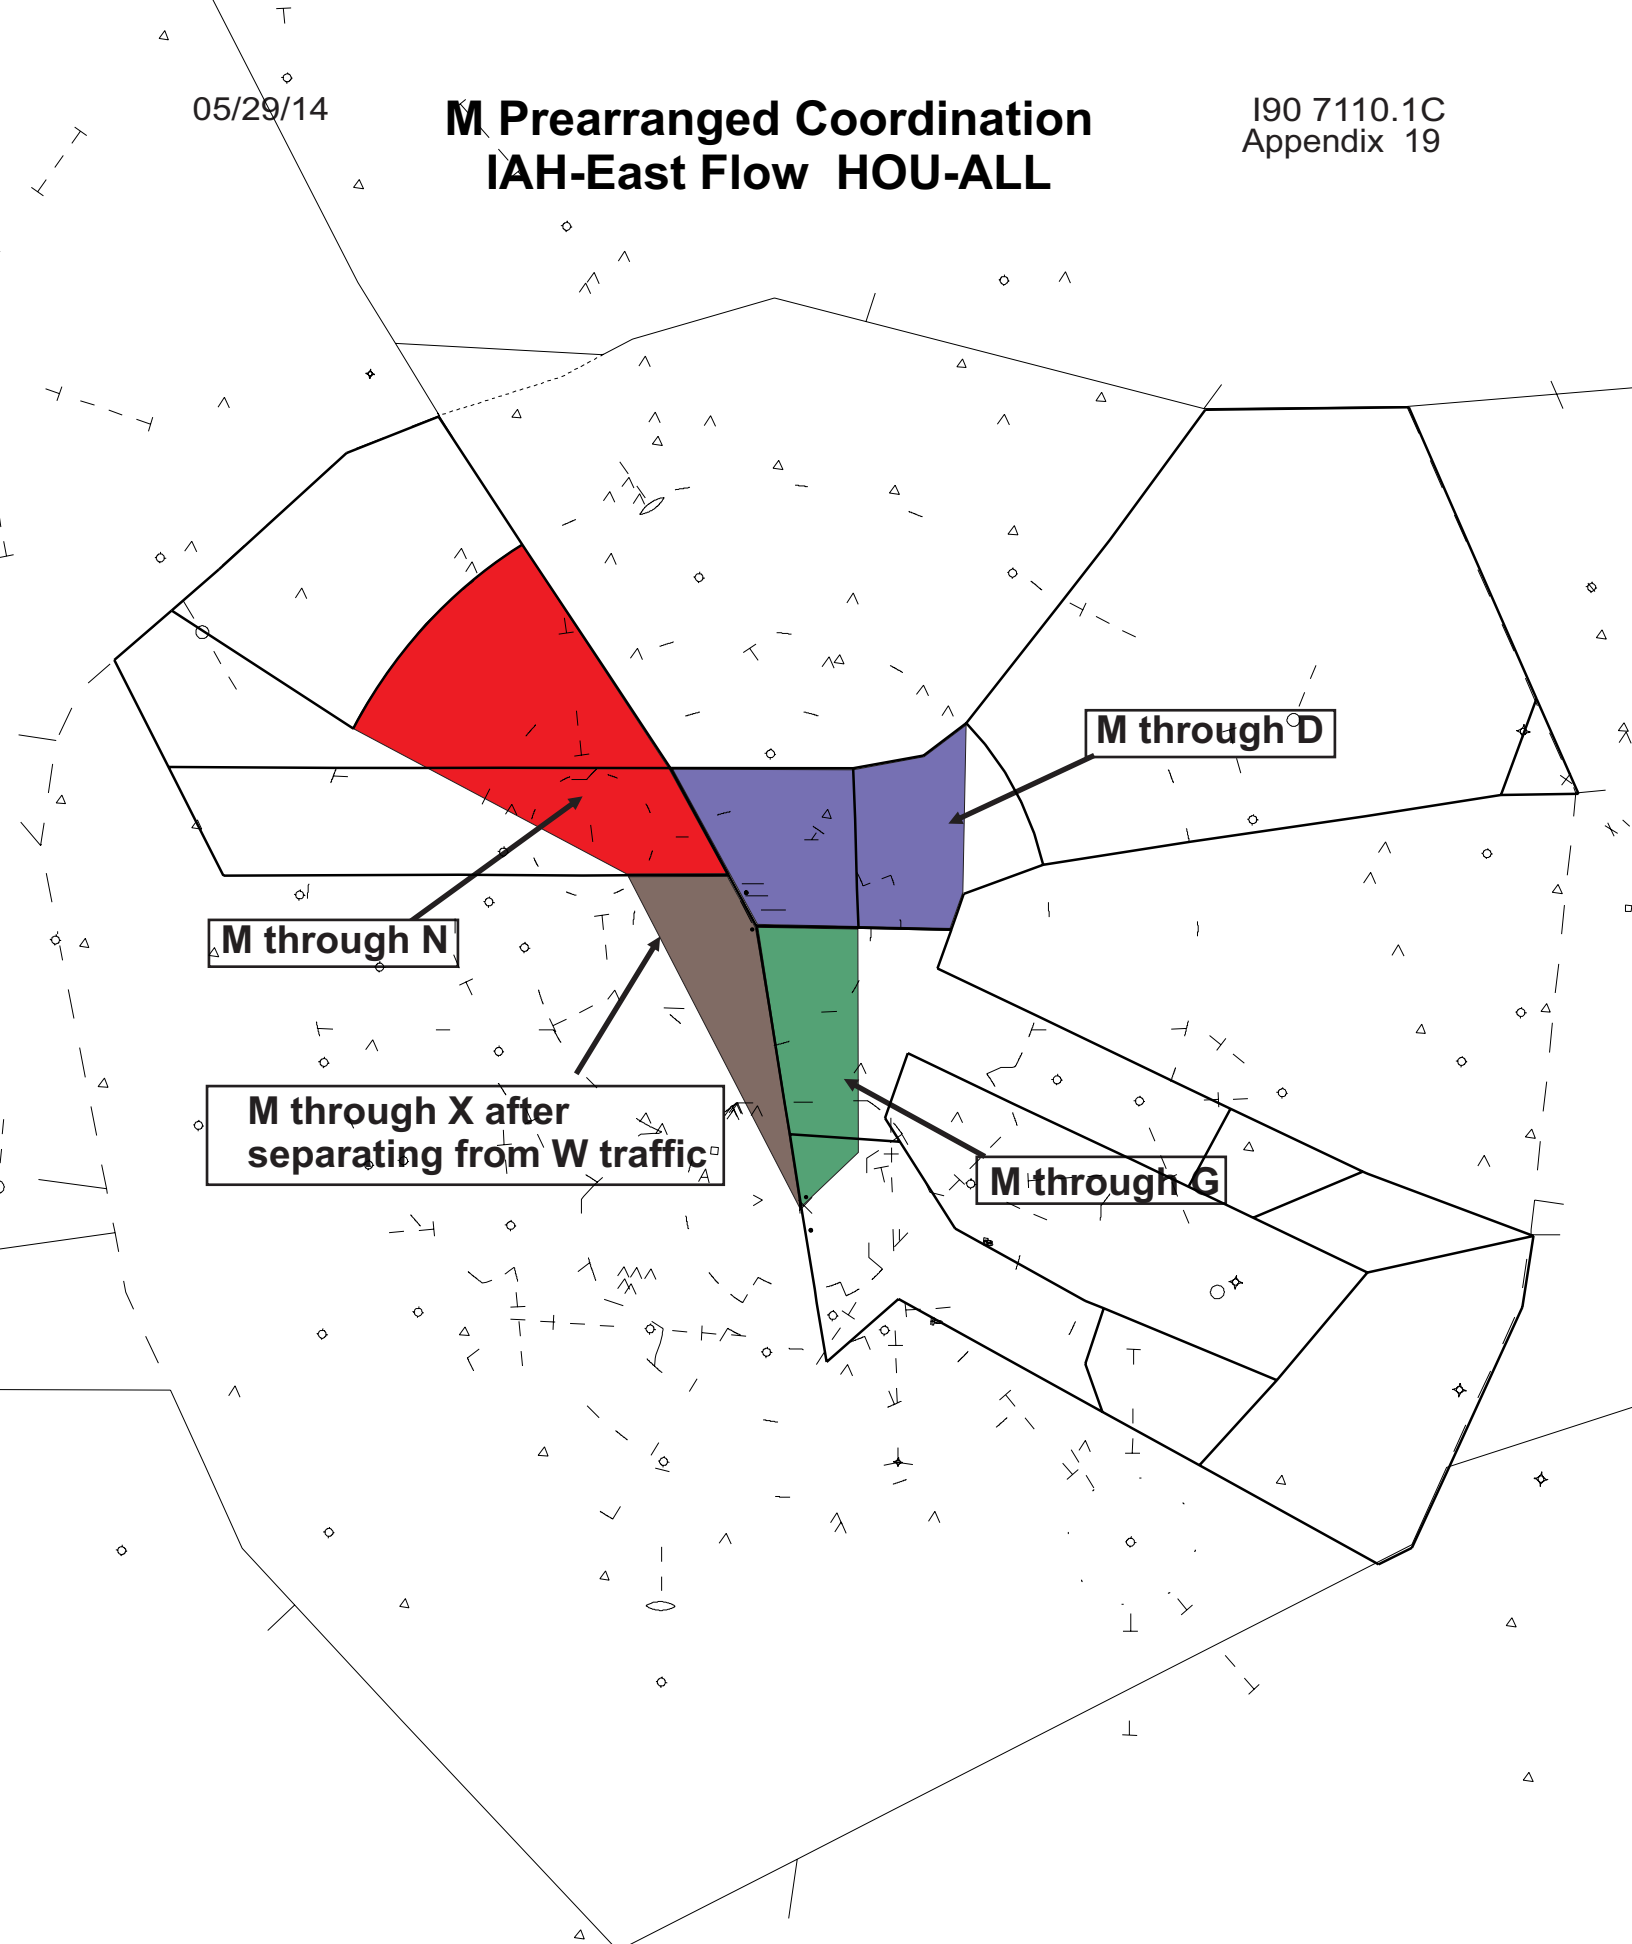 05/29/14
M Prearranged Coordination
IAH-East Flow HOU-ALL
I90 7110.1C
Appendix 19
M through D
M through N
M through X after
separating from W traffic
M through G